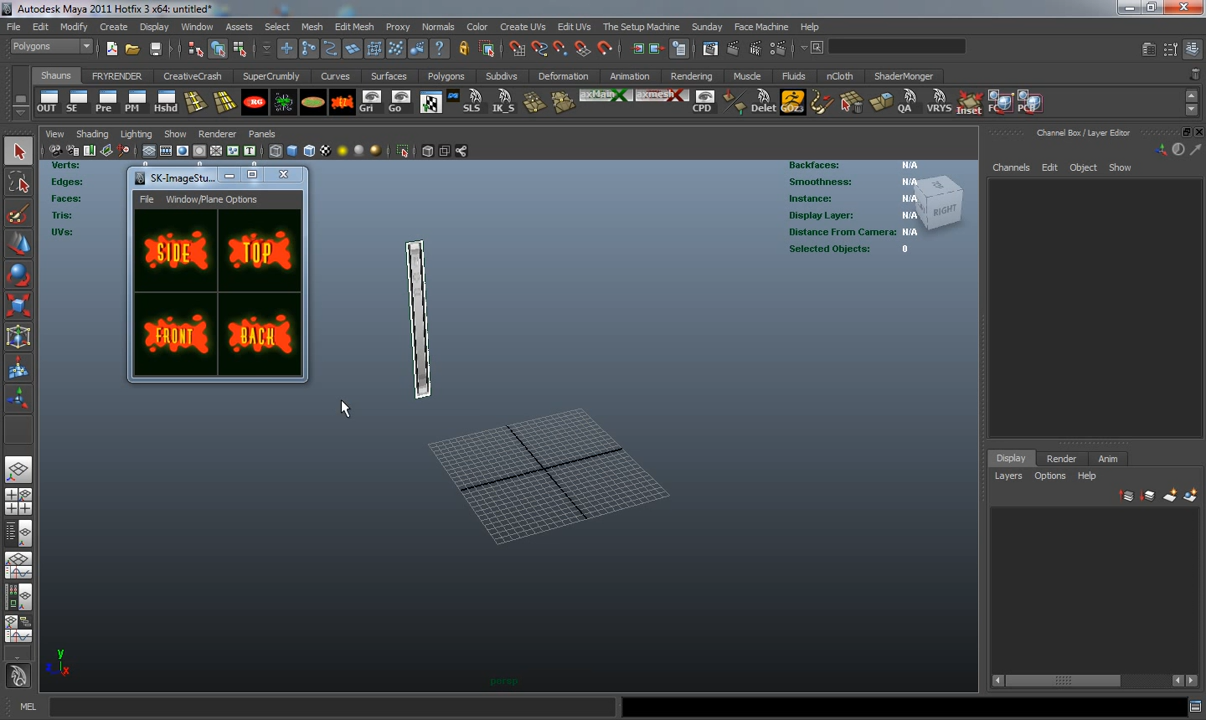 Autodesk Maya 2011 Hotfix 3 x64: untitled*
File Edit Modify Create Display Window Assets Select Mesh Edit Mesh Proxy Normals Color Create UVs Edit UVs The Setup Machine Sunday Face Machine Help
Polygons
Shauns FRYRENDER CreativeCrash SuperCrumbly Curves Surfaces Polygons Subdivs Deformation Animation Rendering Muscle Fluids nCloth ShaderMonger
OUT SE Pre PM Hshd RG Gri Go SLS IK_S axMain axmesh CPD Delet GOz3 QA VRYS Inset
View Shading Lighting Show Renderer Panels
Channel Box / Layer Editor
Channels Edit Object Show
Verts:
Edges:
Faces:
Tris:
UVs:
SK-ImageStu...
File Window/Plane Options
SIDE TOP
FRONT BACK
Backfaces: N/A
Smoothness: N/A
Instance: N/A
Display Layer: N/A
Distance From Camera: N/A
Selected Objects: 0
RIGHT
Display Render Anim
Layers Options Help
y
z x
persp
MEL